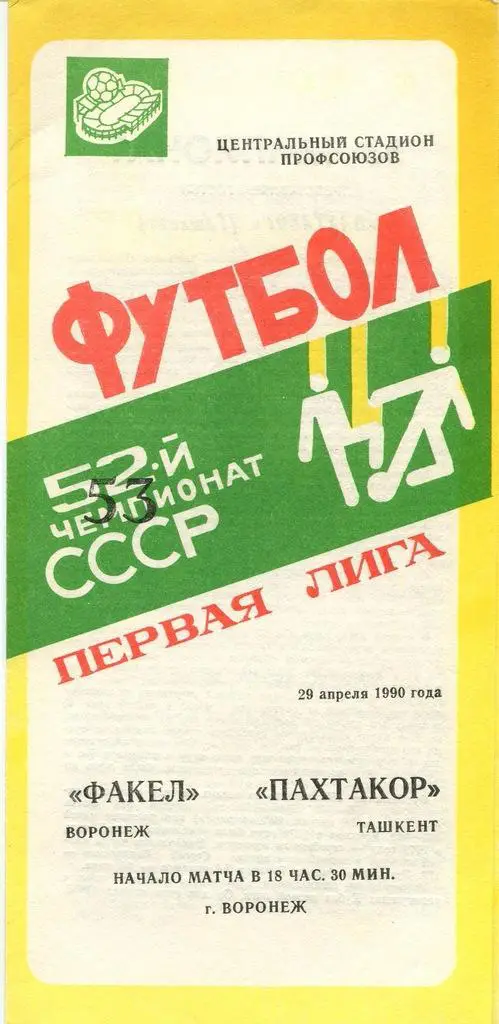 ЦЕНТРАЛЬНЫЙ СТАДИОН
ПРОФСОЮЗОВ
ФУТБОЛ
52-Й
53
ЧЕМПИОНАТ
СССР
ПЕРВАЯ ЛИГА
29 апреля 1990 года
«ФАКЕЛ» «ПАХТАКОР»
ВОРОНЕЖ ТАШКЕНТ
НАЧАЛО МАТЧА В 18 ЧАС. 30 МИН.
г. ВОРОНЕЖ